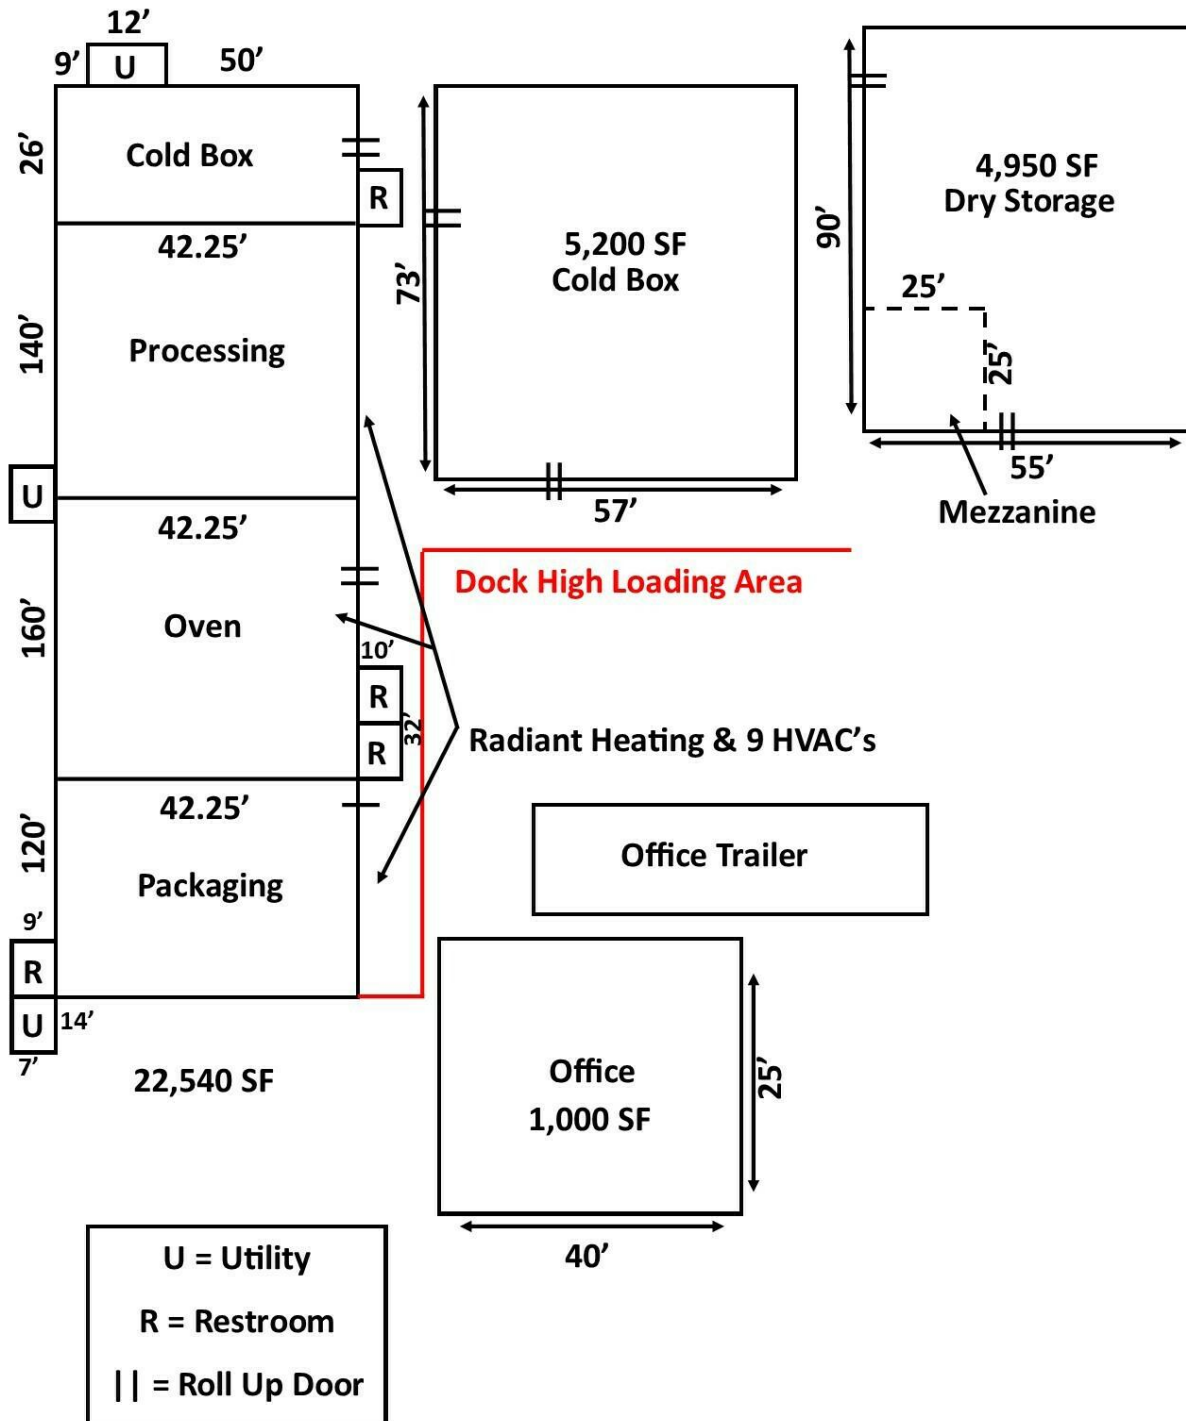 12’
9’
U
50’
26’
Cold Box
R
42.25’
140’
Processing
U
42.25’
160’
Oven
10’
R
R
32’
42.25’
120’
Packaging
9’
R
U
14’
7’
22,540 SF
73’
5,200 SF
Cold Box
57’
90’
4,950 SF
Dry Storage
25’
25’
55’
Mezzanine
Dock High Loading Area
Radiant Heating & 9 HVAC’s
Office Trailer
Office
1,000 SF
25’
40’
U = Utility
R = Restroom
|| = Roll Up Door